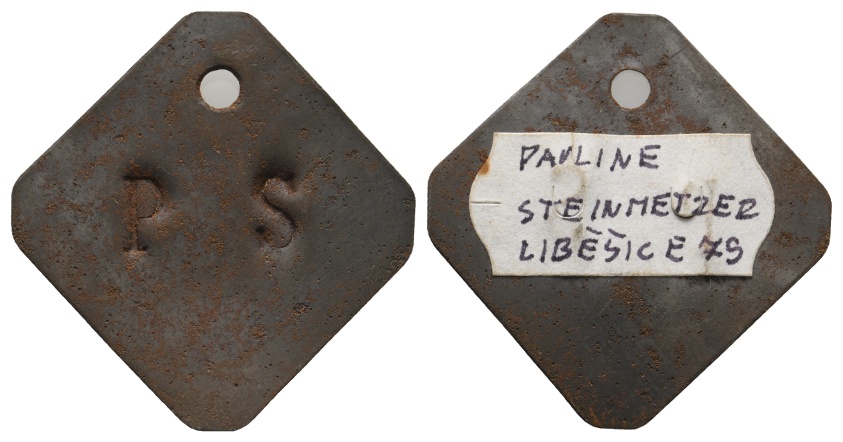 P S
PAULINE
STEINMETZER
LIBĚŠICE 79